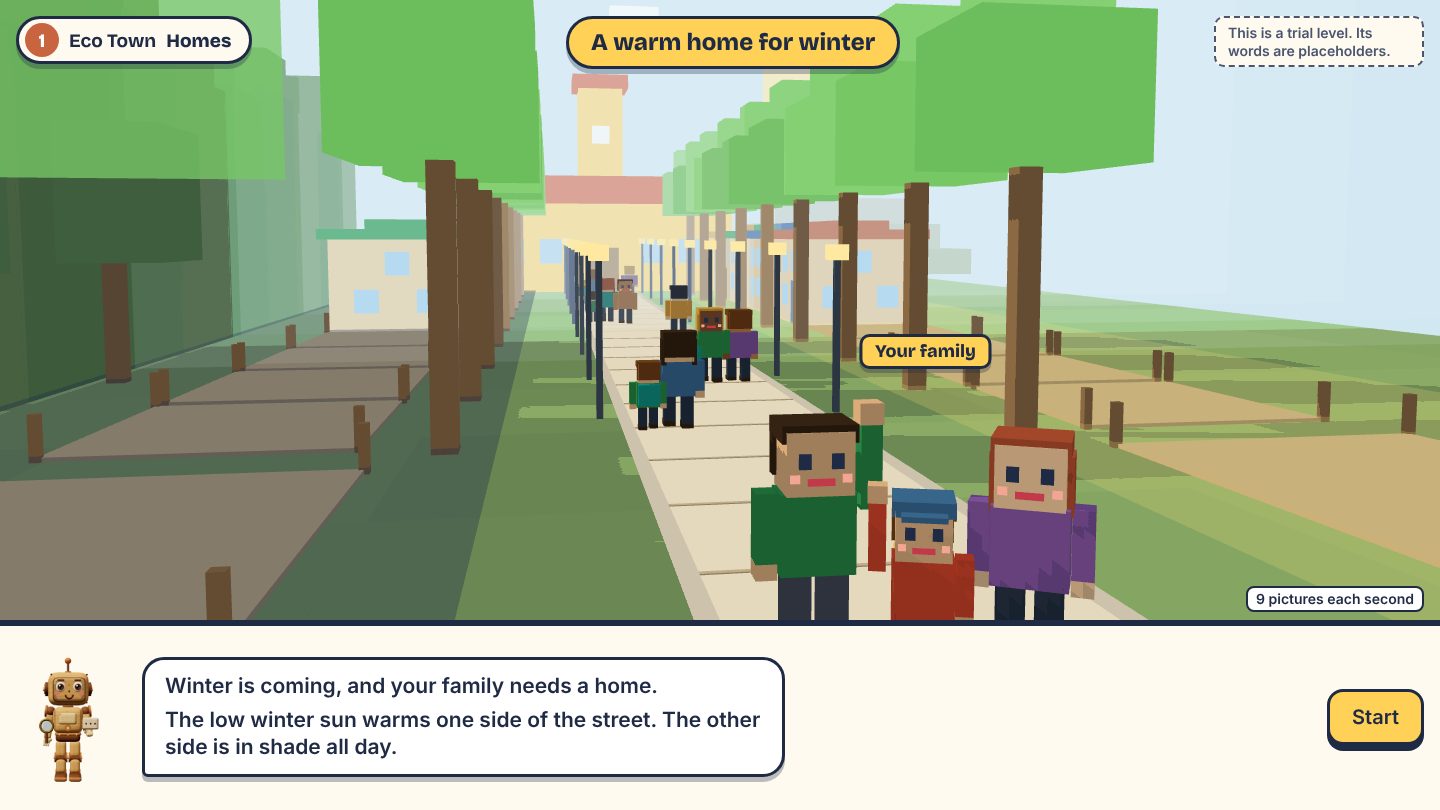 1 Eco Town Homes
A warm home for winter
This is a trial level. Its
words are placeholders.
Your family
9 pictures each second
Winter is coming, and your family needs a home.
The low winter sun warms one side of the street. The other
side is in shade all day.
Start